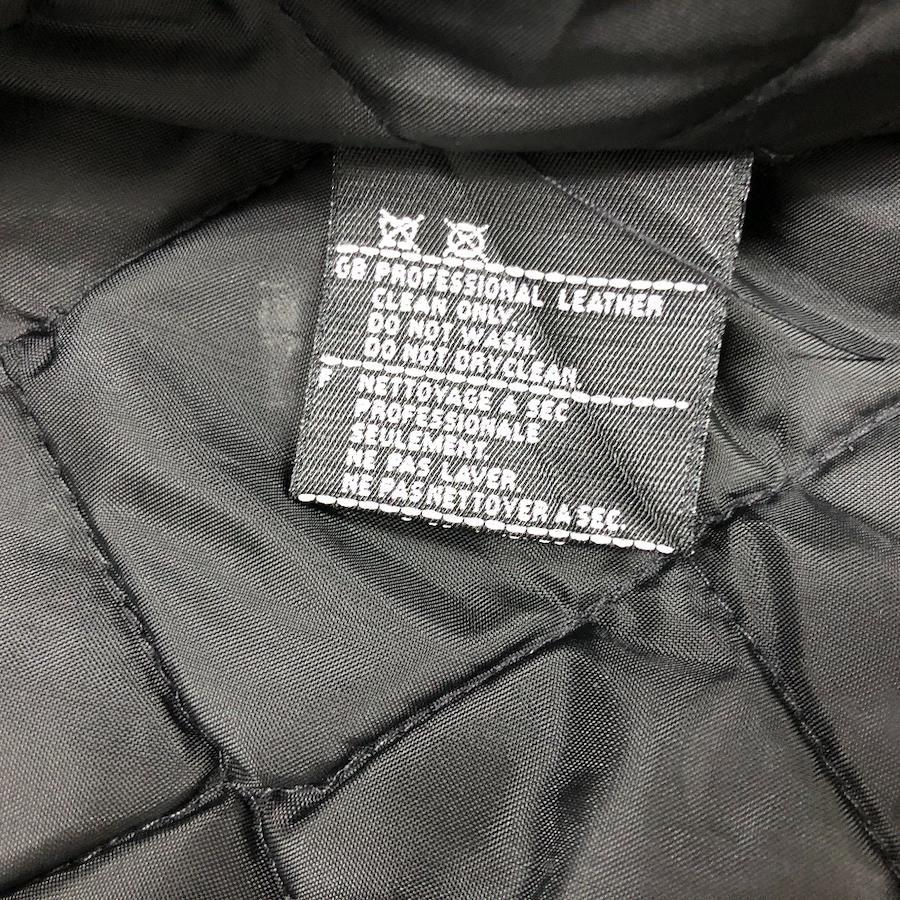 GB PROFESSIONAL LEATHER
CLEAN ONLY.
DO NOT WASH.
DO NOT DRYCLEAN.
F NETTOYAGE A SEC
PROFESSIONALE
SEULEMENT.
NE PAS LAVER.
NE PAS NETTOYER A SEC.